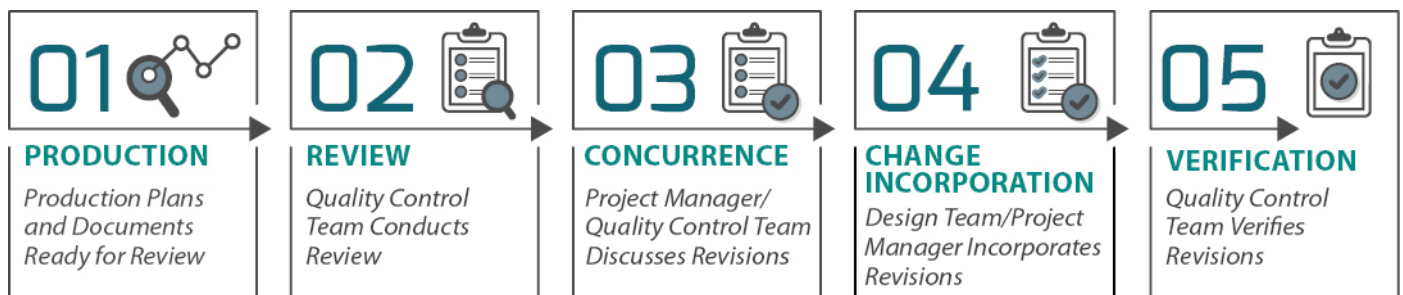 01
PRODUCTION
Production Plans
and Documents
Ready for Review
02
REVIEW
Quality Control
Team Conducts
Review
03
CONCURRENCE
Project Manager/
Quality Control Team
Discusses Revisions
04
CHANGE
INCORPORATION
Design Team/Project
Manager Incorporates
Revisions
05
VERIFICATION
Quality Control
Team Verifies
Revisions